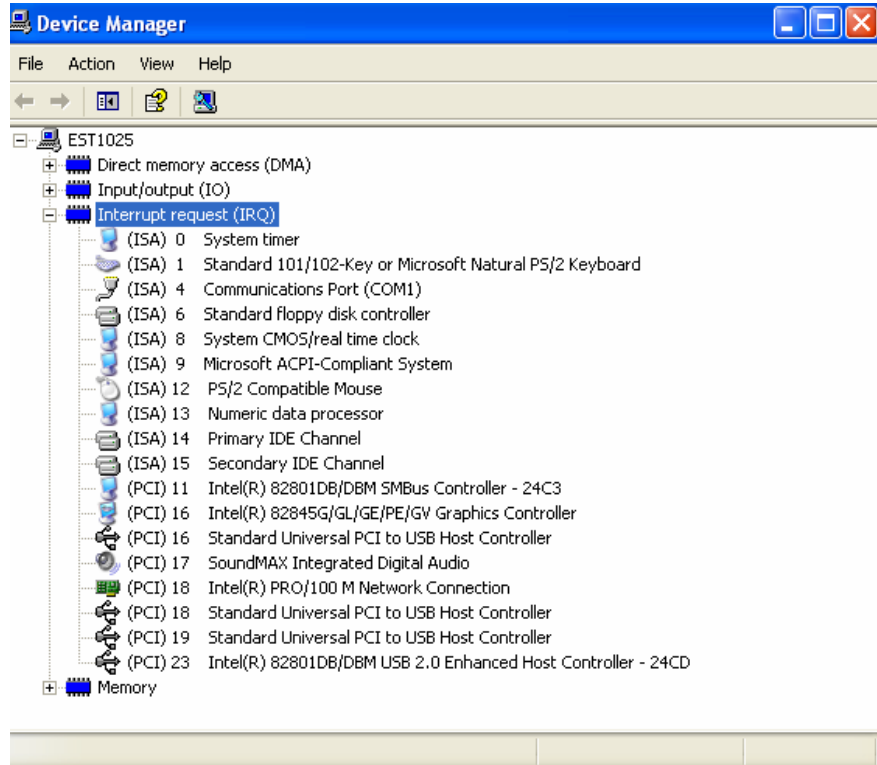 Device Manager
File Action View Help
EST1025
Direct memory access (DMA)
Input/output (IO)
Interrupt request (IRQ)
(ISA) 0 System timer
(ISA) 1 Standard 101/102-Key or Microsoft Natural PS/2 Keyboard
(ISA) 4 Communications Port (COM1)
(ISA) 6 Standard floppy disk controller
(ISA) 8 System CMOS/real time clock
(ISA) 9 Microsoft ACPI-Compliant System
(ISA) 12 PS/2 Compatible Mouse
(ISA) 13 Numeric data processor
(ISA) 14 Primary IDE Channel
(ISA) 15 Secondary IDE Channel
(PCI) 11 Intel(R) 82801DB/DBM SMBus Controller - 24C3
(PCI) 16 Intel(R) 82845G/GL/GE/PE/GV Graphics Controller
(PCI) 16 Standard Universal PCI to USB Host Controller
(PCI) 17 SoundMAX Integrated Digital Audio
(PCI) 18 Intel(R) PRO/100 M Network Connection
(PCI) 18 Standard Universal PCI to USB Host Controller
(PCI) 19 Standard Universal PCI to USB Host Controller
(PCI) 23 Intel(R) 82801DB/DBM USB 2.0 Enhanced Host Controller - 24CD
Memory